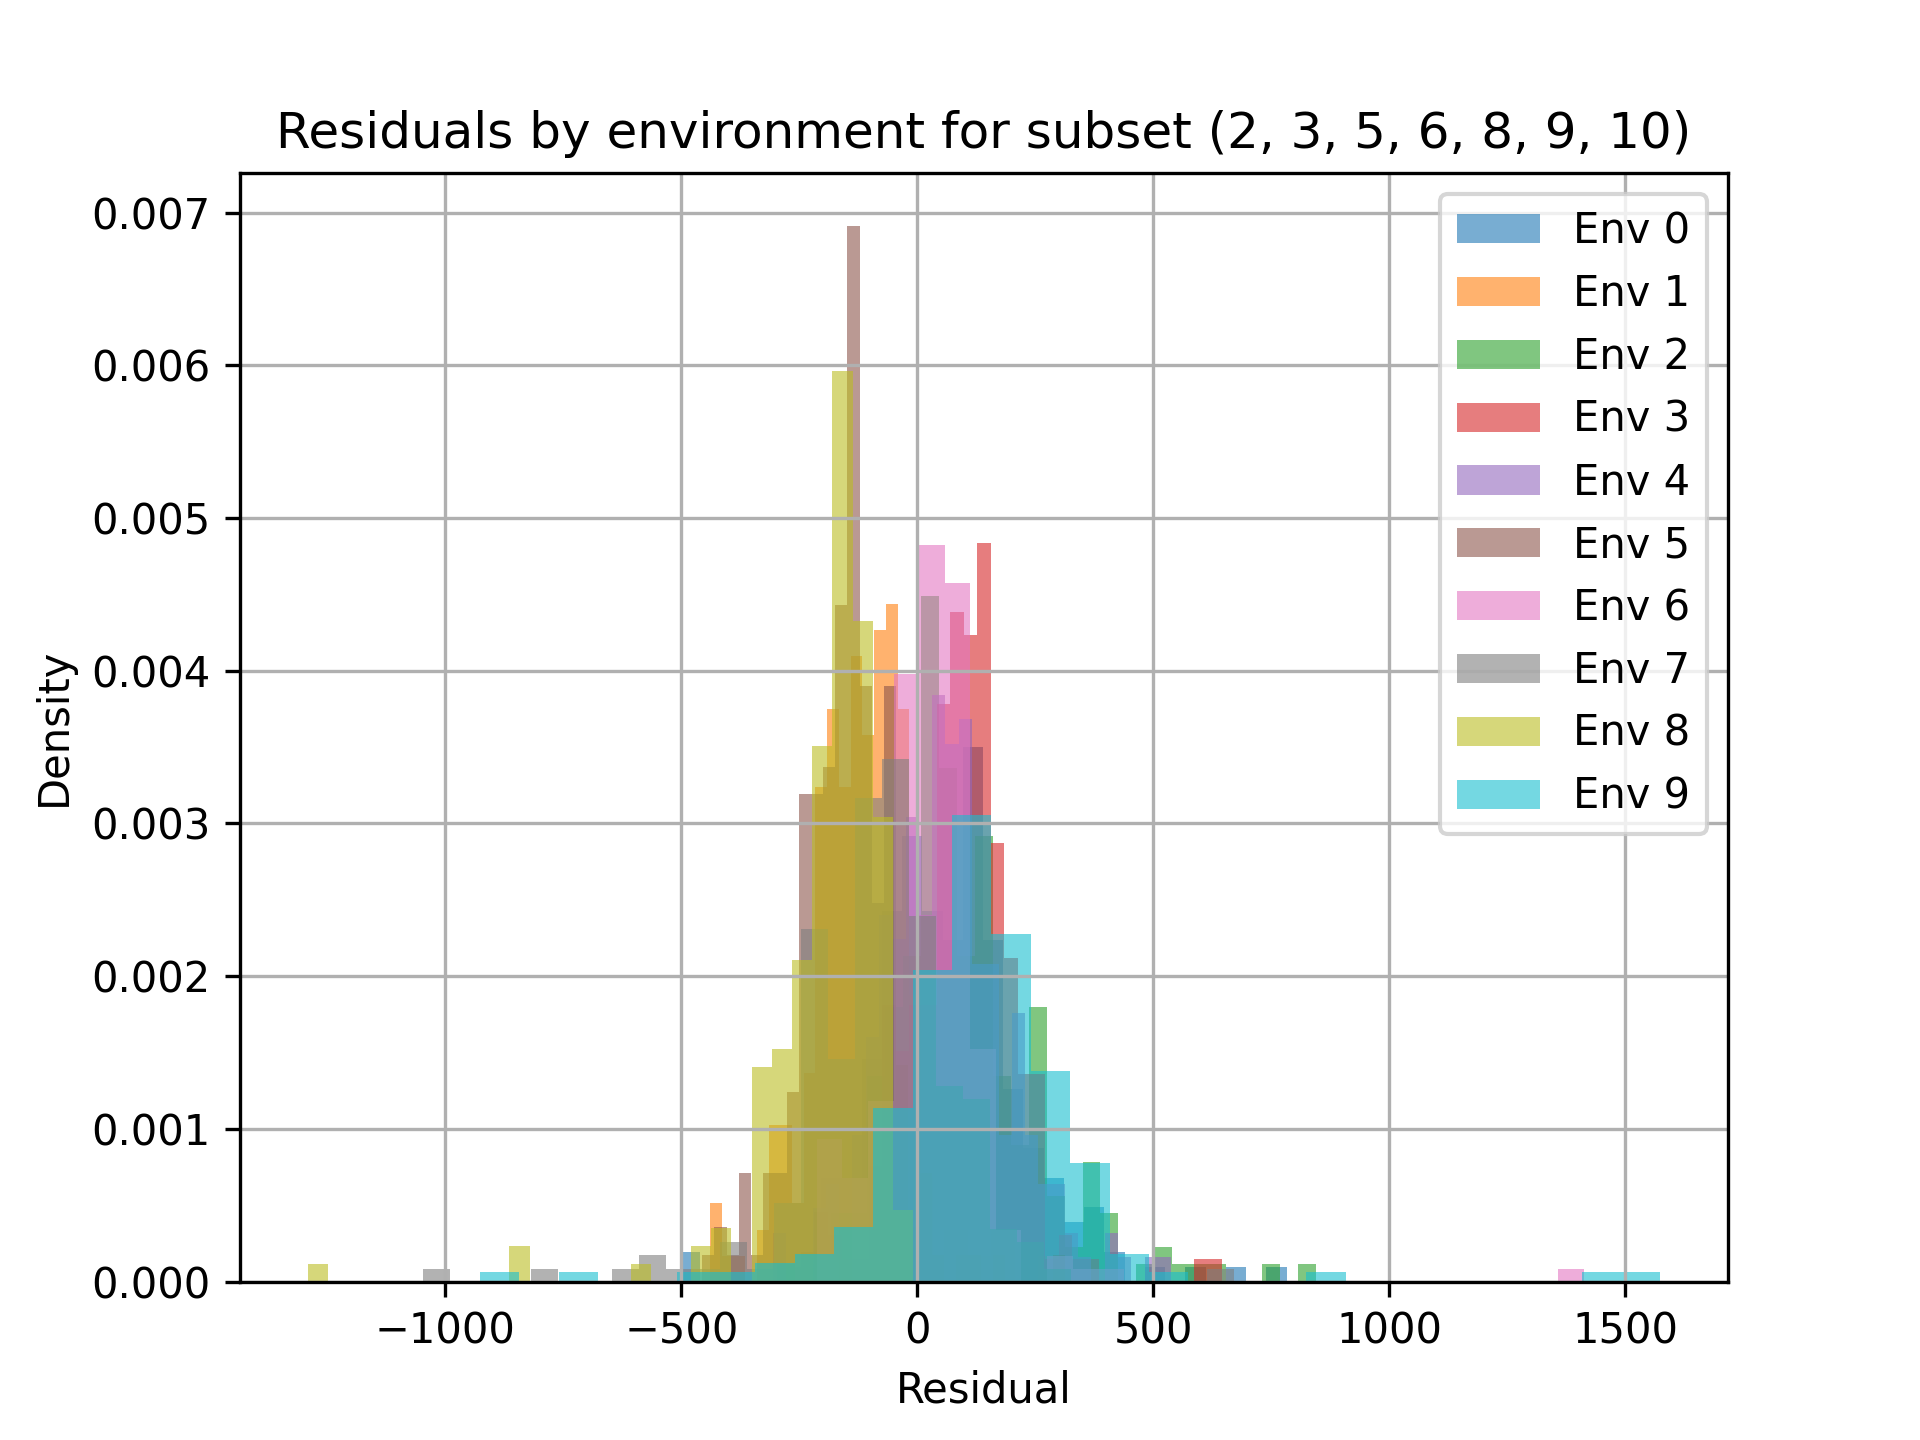 Residuals by environment for subset (2, 3, 5, 6, 8, 9, 10)
0.007
0.006
0.005
0.004
0.003
0.002
0.001
0.000
Density
−1000
−500
0
500
1000
1500
Residual
Env 0
Env 1
Env 2
Env 3
Env 4
Env 5
Env 6
Env 7
Env 8
Env 9